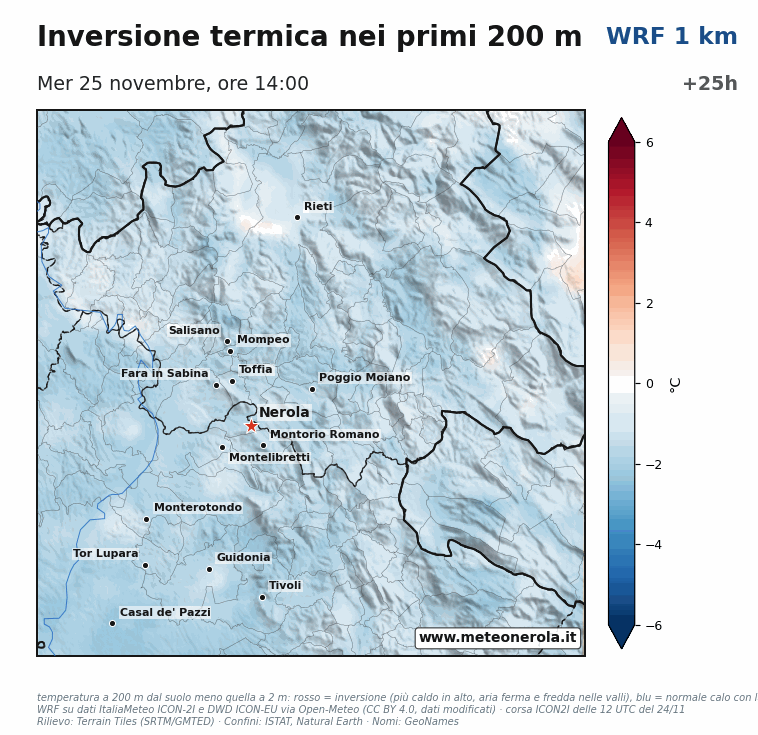 Inversione termica nei primi 200 m WRF 1 km
Mer 25 novembre, ore 14:00 +25h
Rieti
Salisano
Mompeo
Fara in Sabina
Toffia
Poggio Moiano
Nerola
Montorio Romano
Montelibretti
Monterotondo
Tor Lupara
Guidonia
Tivoli
Casal de' Pazzi
www.meteonerola.it
6
4
2
0
−2
−4
−6
°C
temperatura a 200 m dal suolo meno quella a 2 m: rosso = inversione (più caldo in alto, aria ferma e fredda nelle valli), blu = normale calo con l
WRF su dati ItaliaMeteo ICON-2I e DWD ICON-EU via Open-Meteo (CC BY 4.0, dati modificati) · corsa ICON2I delle 12 UTC del 24/11
Rilievo: Terrain Tiles (SRTM/GMTED) · Confini: ISTAT, Natural Earth · Nomi: GeoNames